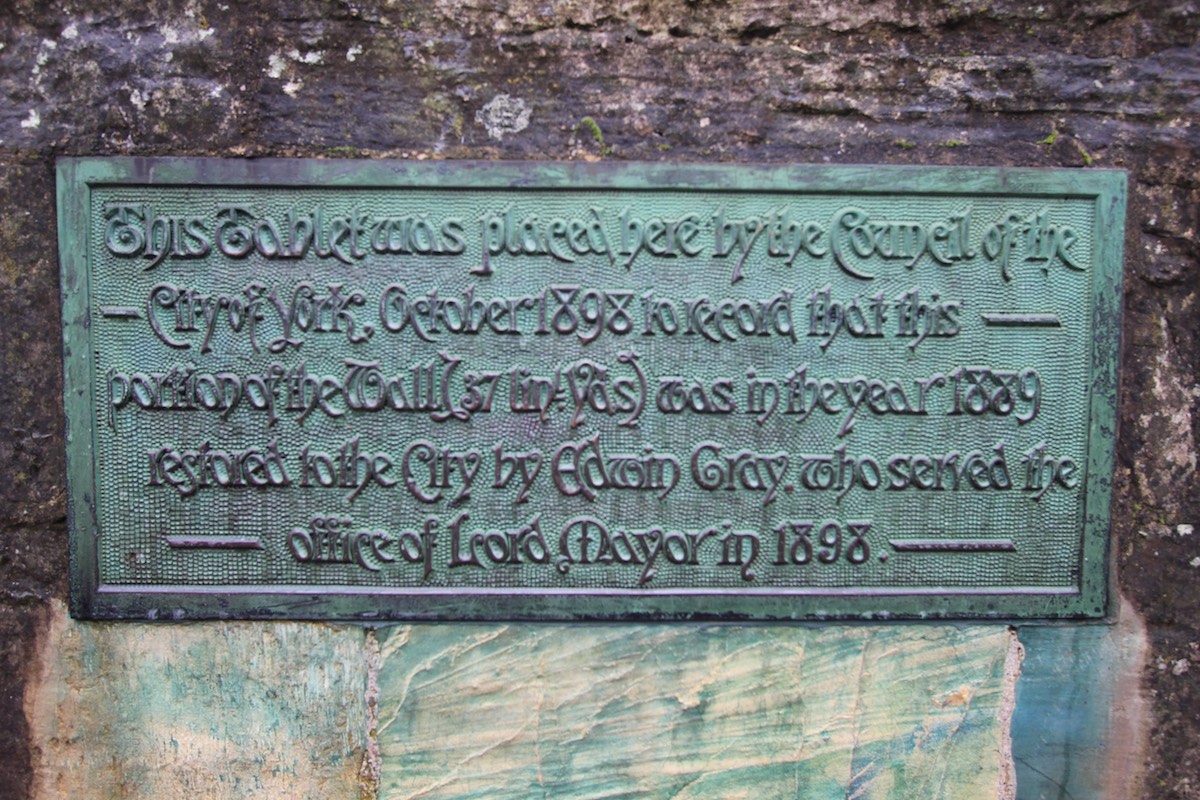 This Tablet was placed here by the Council of the
City of York, October 1898 to record that this
portion of the Wall, (37 lin: Yds) was in the year 1889
restored to the City by Edwin Gray, who served the
office of Lord Mayor in 1898.